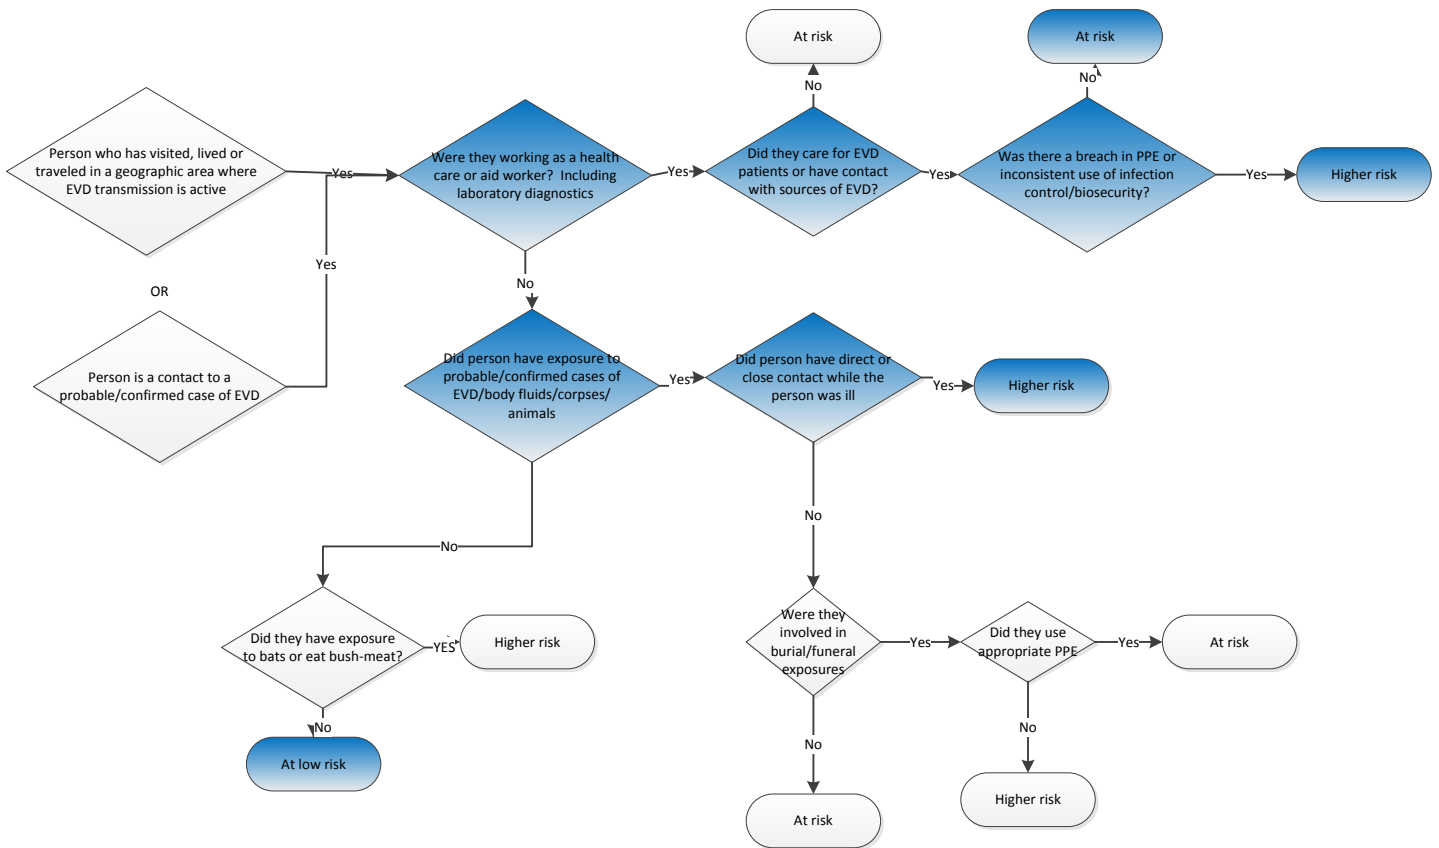 At risk
At risk
No
No
Person who has visited, lived or
traveled in a geographic area where
EVD transmission is active
Yes
Were they working as a health
care or aid worker?  Including
laboratory diagnostics
Yes
Did they care for EVD
patients or have contact
with sources of EVD?
Yes
Was there a breach in PPE or
inconsistent use of infection
control/biosecurity?
Yes
Higher risk
Yes
OR
No
Person is a contact to a
probable/confirmed case of EVD
Did person have exposure to
probable/confirmed cases of
EVD/body fluids/corpses/
animals
Yes
Did person have direct or
close contact while the
person was ill
Yes
Higher risk
No
No
Did they have exposure
to bats or eat bush-meat?
YES
Higher risk
Were they
involved in
burial/funeral
exposures
Yes
Did they use
appropriate PPE
Yes
At risk
No
No
No
At low risk
Higher risk
At risk